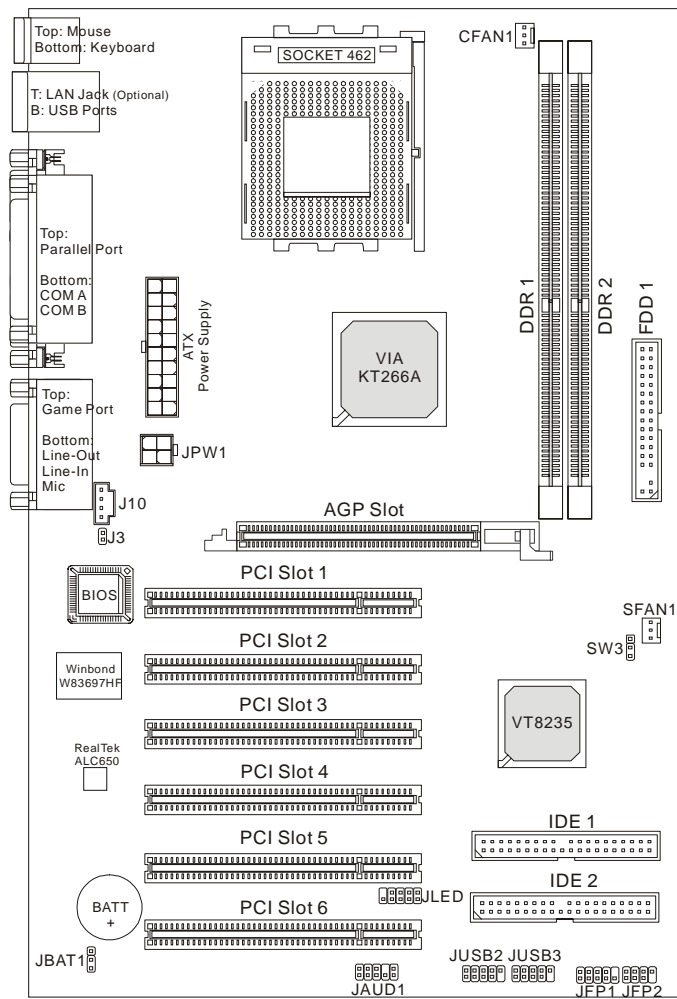 Top: Mouse
Bottom: Keyboard
T: LAN Jack (Optional)
B: USB Ports
Top:
Parallel Port
Bottom:
COM A
COM B
Top:
Game Port
Bottom:
Line-Out
Line-In
Mic
SOCKET 462
CFAN1
DDR 1
DDR 2
FDD 1
ATX
Power Supply
VIA
KT266A
JPW1
J10
J3
AGP Slot
BIOS
PCI Slot 1
Winbond
W83697HF
PCI Slot 2
SFAN1
SW3
PCI Slot 3
VT8235
RealTek
ALC650
PCI Slot 4
IDE 1
PCI Slot 5
JLED
IDE 2
BATT
+
PCI Slot 6
JBAT1
JAUD1
JUSB2
JUSB3
JFP1
JFP2